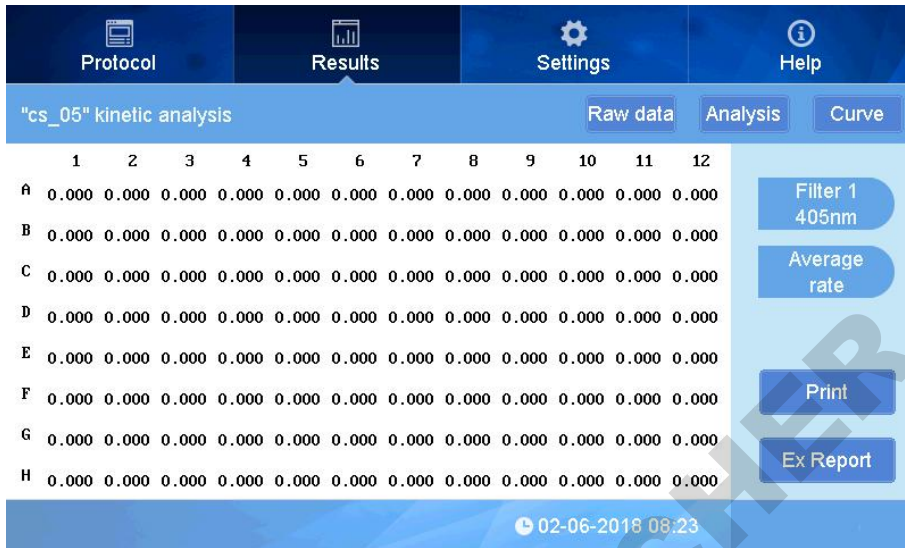 Protocol Results Settings Help
"cs_05" kinetic analysis Raw data Analysis Curve
1 2 3 4 5 6 7 8 9 10 11 12
A 0.000 0.000 0.000 0.000 0.000 0.000 0.000 0.000 0.000 0.000 0.000 0.000
B 0.000 0.000 0.000 0.000 0.000 0.000 0.000 0.000 0.000 0.000 0.000 0.000
C 0.000 0.000 0.000 0.000 0.000 0.000 0.000 0.000 0.000 0.000 0.000 0.000
D 0.000 0.000 0.000 0.000 0.000 0.000 0.000 0.000 0.000 0.000 0.000 0.000
E 0.000 0.000 0.000 0.000 0.000 0.000 0.000 0.000 0.000 0.000 0.000 0.000
F 0.000 0.000 0.000 0.000 0.000 0.000 0.000 0.000 0.000 0.000 0.000 0.000
G 0.000 0.000 0.000 0.000 0.000 0.000 0.000 0.000 0.000 0.000 0.000 0.000
H 0.000 0.000 0.000 0.000 0.000 0.000 0.000 0.000 0.000 0.000 0.000 0.000
Filter 1
405nm
Average
rate
Print
Ex Report
02-06-2018 08:23